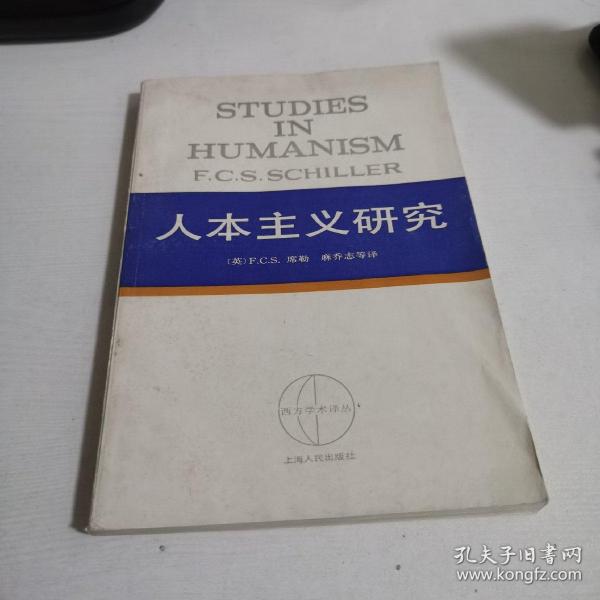 STUDIES
IN
HUMANISM
F.C.S.SCHILLER
人本主义研究
〔英〕F.C.S. 席勒 麻乔志等译
西方学术译丛
上海人民出版社
孔夫子旧書网
www.kongfz.com